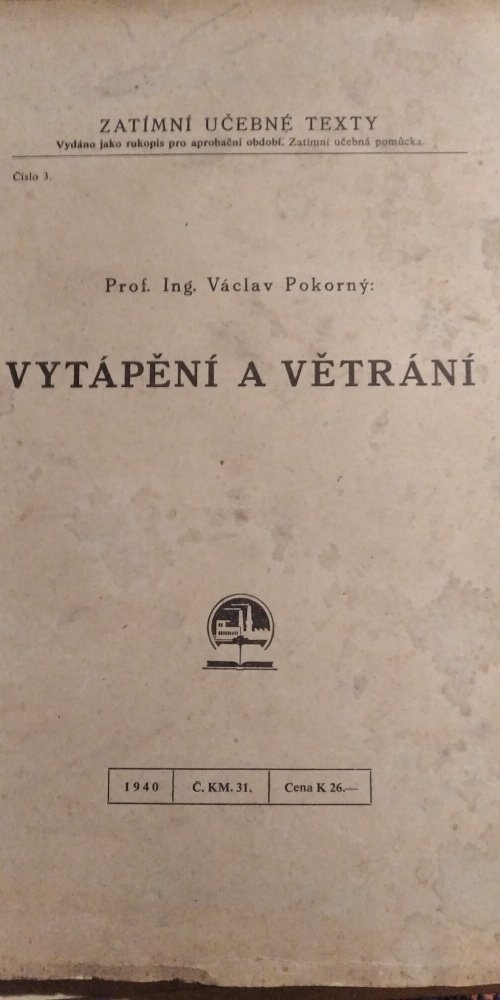 ZATÍMNÍ UČEBNÉ TEXTY
Vydáno jako rukopis pro aprobační období. Zatímní učebná pomůcka.
Číslo 3.
Prof. Ing. Václav Pokorný:
VYTÁPĚNÍ A VĚTRÁNÍ
1940 Č. KM. 31. Cena K 26.—